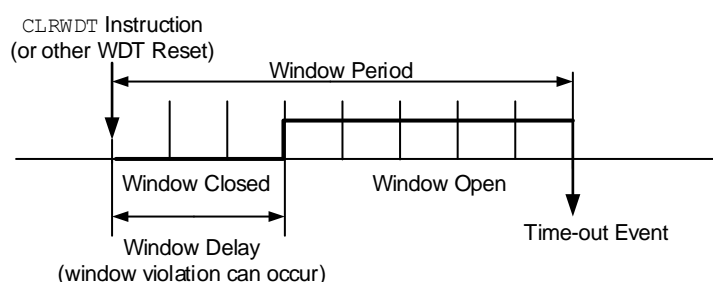 CLRWDT Instruction
(or other WDT Reset)
Window Period
Window Closed
Window Open
Window Delay
(window violation can occur)
Time-out Event